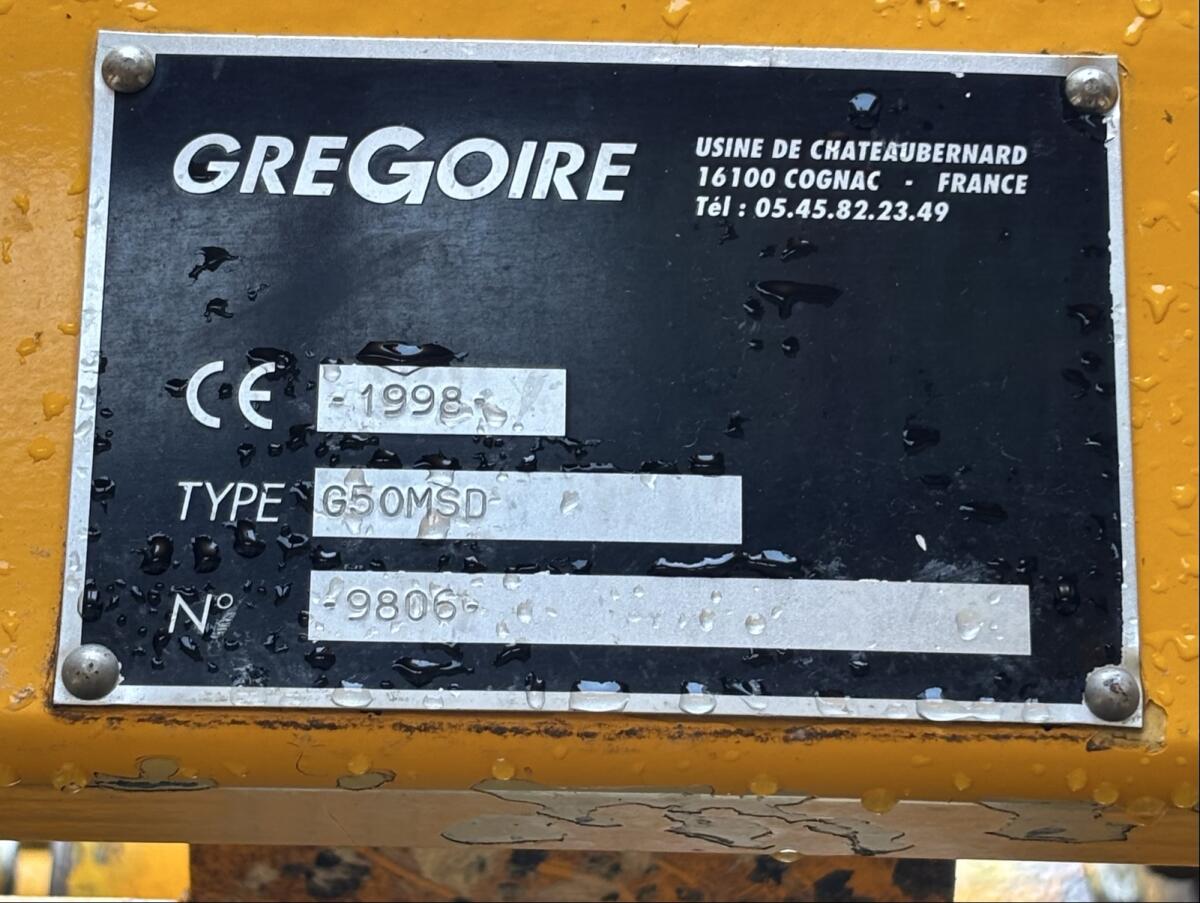 GREGOIRE
USINE DE CHATEAUBERNARD
16100 COGNAC - FRANCE
Tél : 05.45.82.23.49
CE -1998-
TYPE G50MSD
N° -9806-